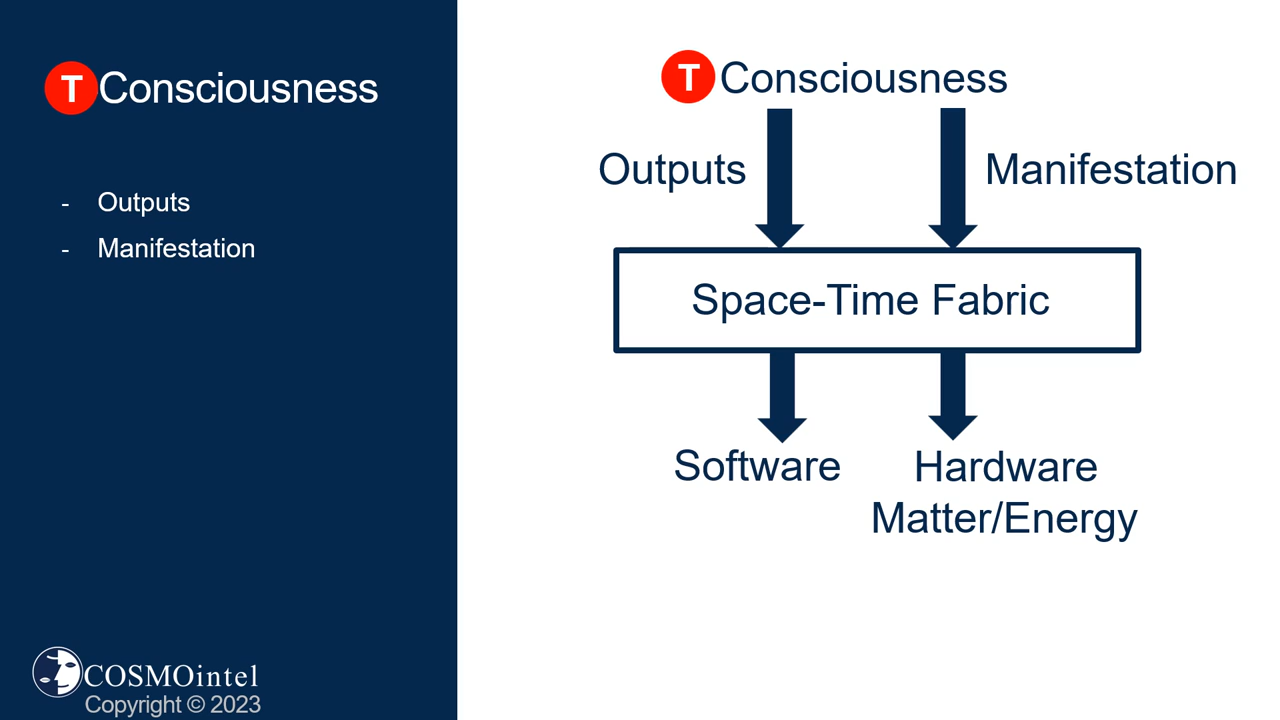 T Consciousness
- Outputs
- Manifestation
COSMOintel
Copyright © 2023
T Consciousness
Outputs
Manifestation
Space-Time Fabric
Software
Hardware
Matter/Energy